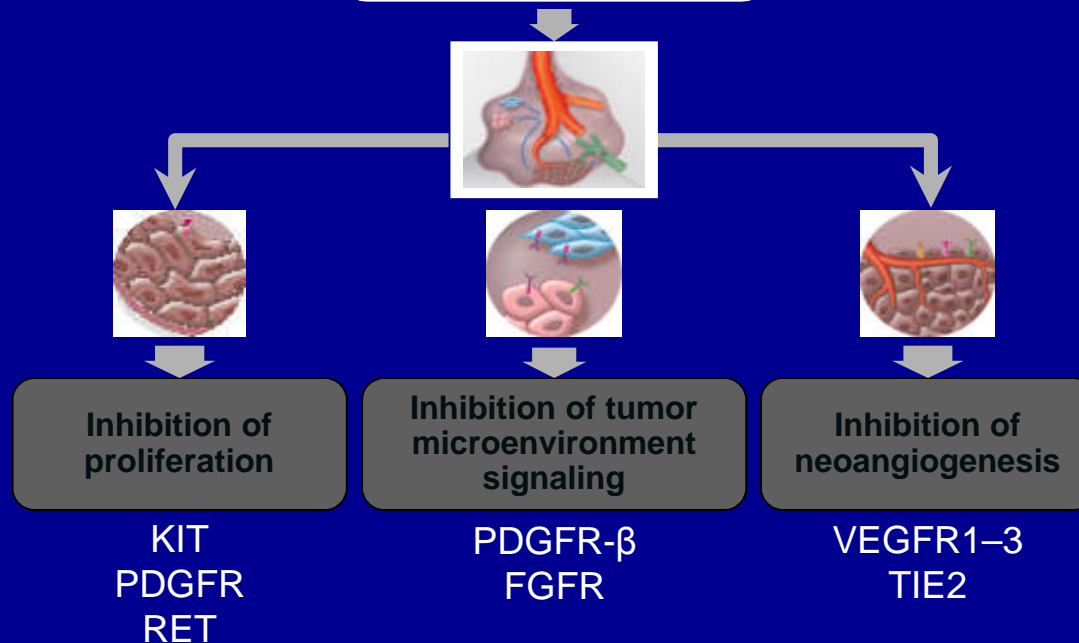 Inhibition of
proliferation
Inhibition of tumor
microenvironment
signaling
Inhibition of
neoangiogenesis
KIT
PDGFR
RET
PDGFR-β
FGFR
VEGFR1–3
TIE2